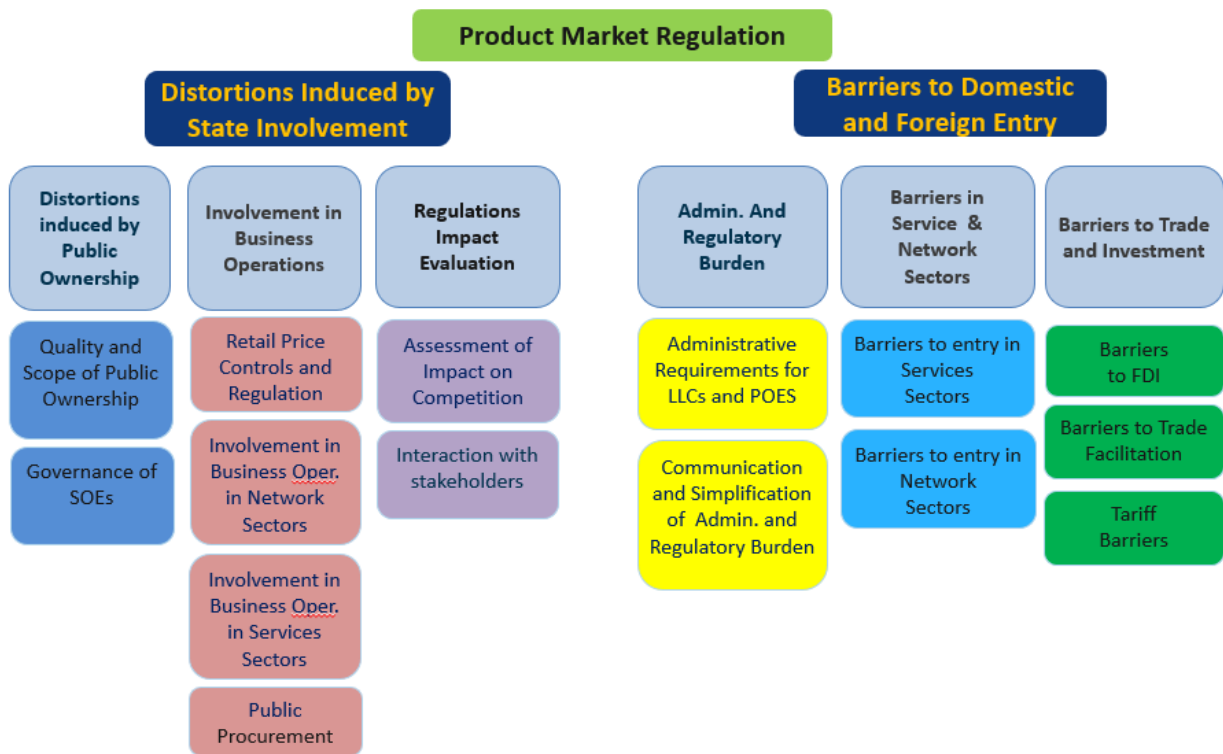 Product Market Regulation
Distortions Induced by
State Involvement
Barriers to Domestic
and Foreign Entry
Distortions
induced by
Public
Ownership
Involvement in
Business
Operations
Regulations
Impact
Evaluation
Admin. And
Regulatory
Burden
Barriers in
Service &
Network
Sectors
Barriers to Trade
and Investment
Quality and
Scope of Public
Ownership
Governance of
SOEs
Retail Price
Controls and
Regulation
Involvement in
Business Oper.
in Network
Sectors
Involvement in
Business Oper.
in Services
Sectors
Public
Procurement
Assessment of
Impact on
Competition
Interaction with
stakeholders
Administrative
Requirements for
LLCs and POES
Communication
and Simplification
of Admin. and
Regulatory Burden
Barriers to entry in
Services
Sectors
Barriers to entry in
Network
Sectors
Barriers
to FDI
Barriers to Trade
Facilitation
Tariff
Barriers